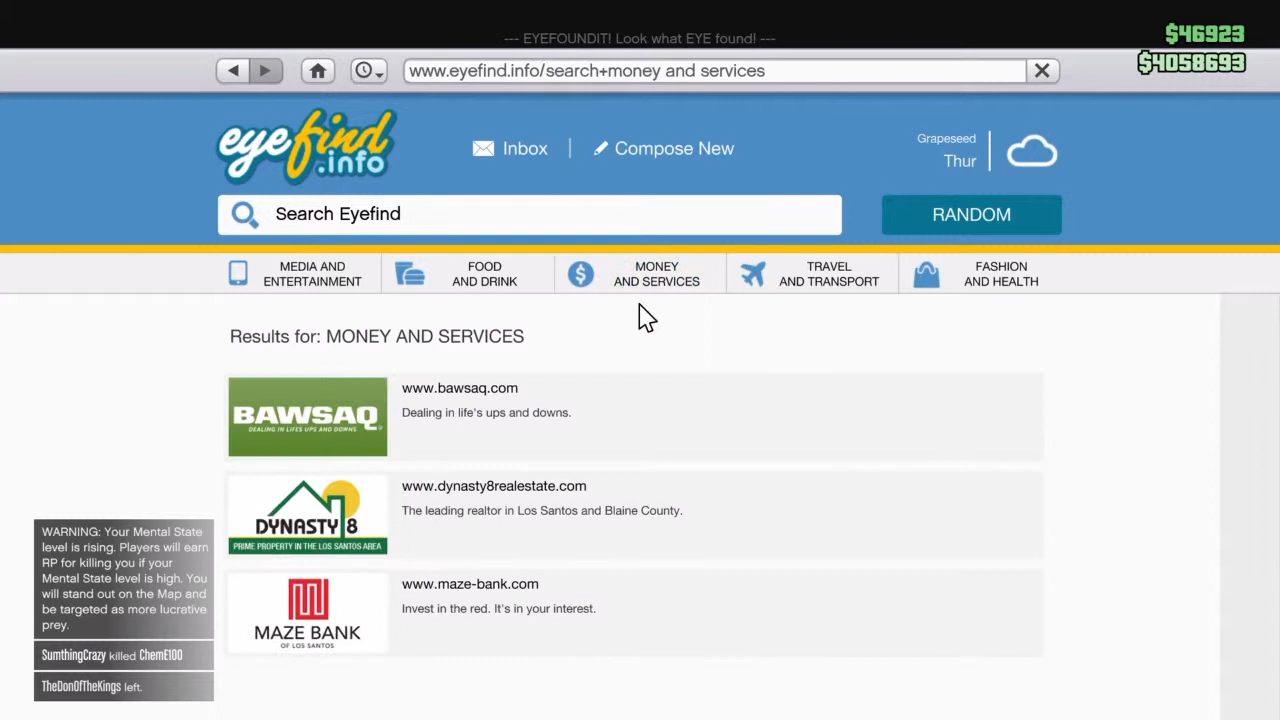 --- EYEFOUNDIT! Look what EYE found! ---
$46923
$4058693
www.eyefind.info/search+money and services
eyefind
.info
Inbox
Compose New
Grapeseed
Thur
Search Eyefind
RANDOM
MEDIA AND
ENTERTAINMENT
FOOD
AND DRINK
MONEY
AND SERVICES
TRAVEL
AND TRANSPORT
FASHION
AND HEALTH
Results for: MONEY AND SERVICES
BAWSAQ
DEALING IN LIFES UPS AND DOWNS
www.bawsaq.com
Dealing in life's ups and downs.
DYNASTY 8
PRIME PROPERTY IN THE LOS SANTOS AREA
www.dynasty8realestate.com
The leading realtor in Los Santos and Blaine County.
MAZE BANK
OF LOS SANTOS
www.maze-bank.com
Invest in the red. It's in your interest.
WARNING: Your Mental State
level is rising. Players will earn
RP for killing you if your
Mental State level is high. You
will stand out on the Map and
be targeted as more lucrative
prey.
SumthingCrazy killed ChemE100
TheDonOfTheKings left.